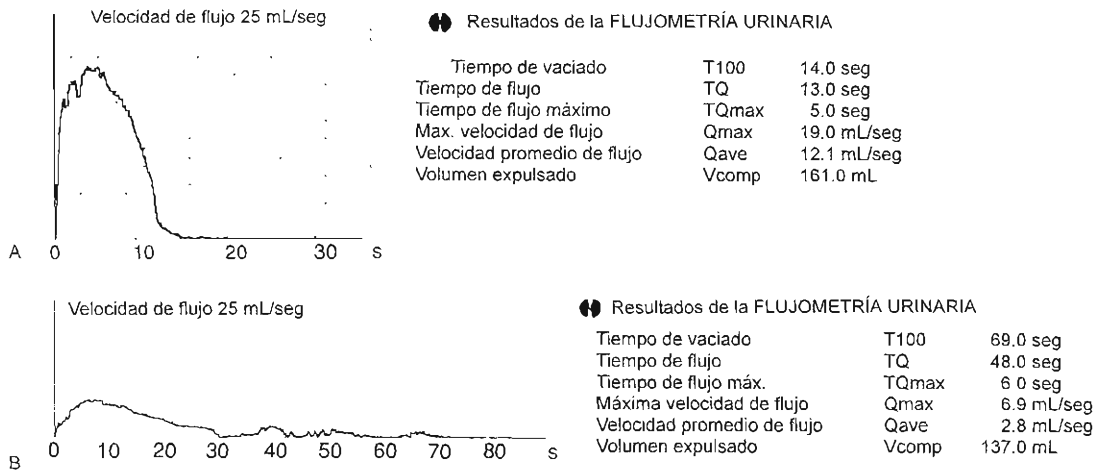 Velocidad de flujo 25 mL/seg
Resultados de la FLUJOMETRÍA URINARIA
Tiempo de vaciado T100 14.0 seg
Tiempo de flujo TQ 13.0 seg
Tiempo de flujo máximo TQmax 5.0 seg
Max. velocidad de flujo Qmax 19.0 mL/seg
Velocidad promedio de flujo Qave 12.1 mL/seg
Volumen expulsado Vcomp 161.0 mL
A 0 10 20 30 s
Velocidad de flujo 25 mL/seg
Resultados de la FLUJOMETRÍA URINARIA
Tiempo de vaciado T100 69.0 seg
Tiempo de flujo TQ 48.0 seg
Tiempo de flujo máx. TQmax 6 0 seg
Máxima velocidad de flujo Qmax 6.9 mL/seg
Velocidad promedio de flujo Qave 2.8 mL/seg
Volumen expulsado Vcomp 137.0 mL
B 0 10 20 30 40 50 60 70 80 s